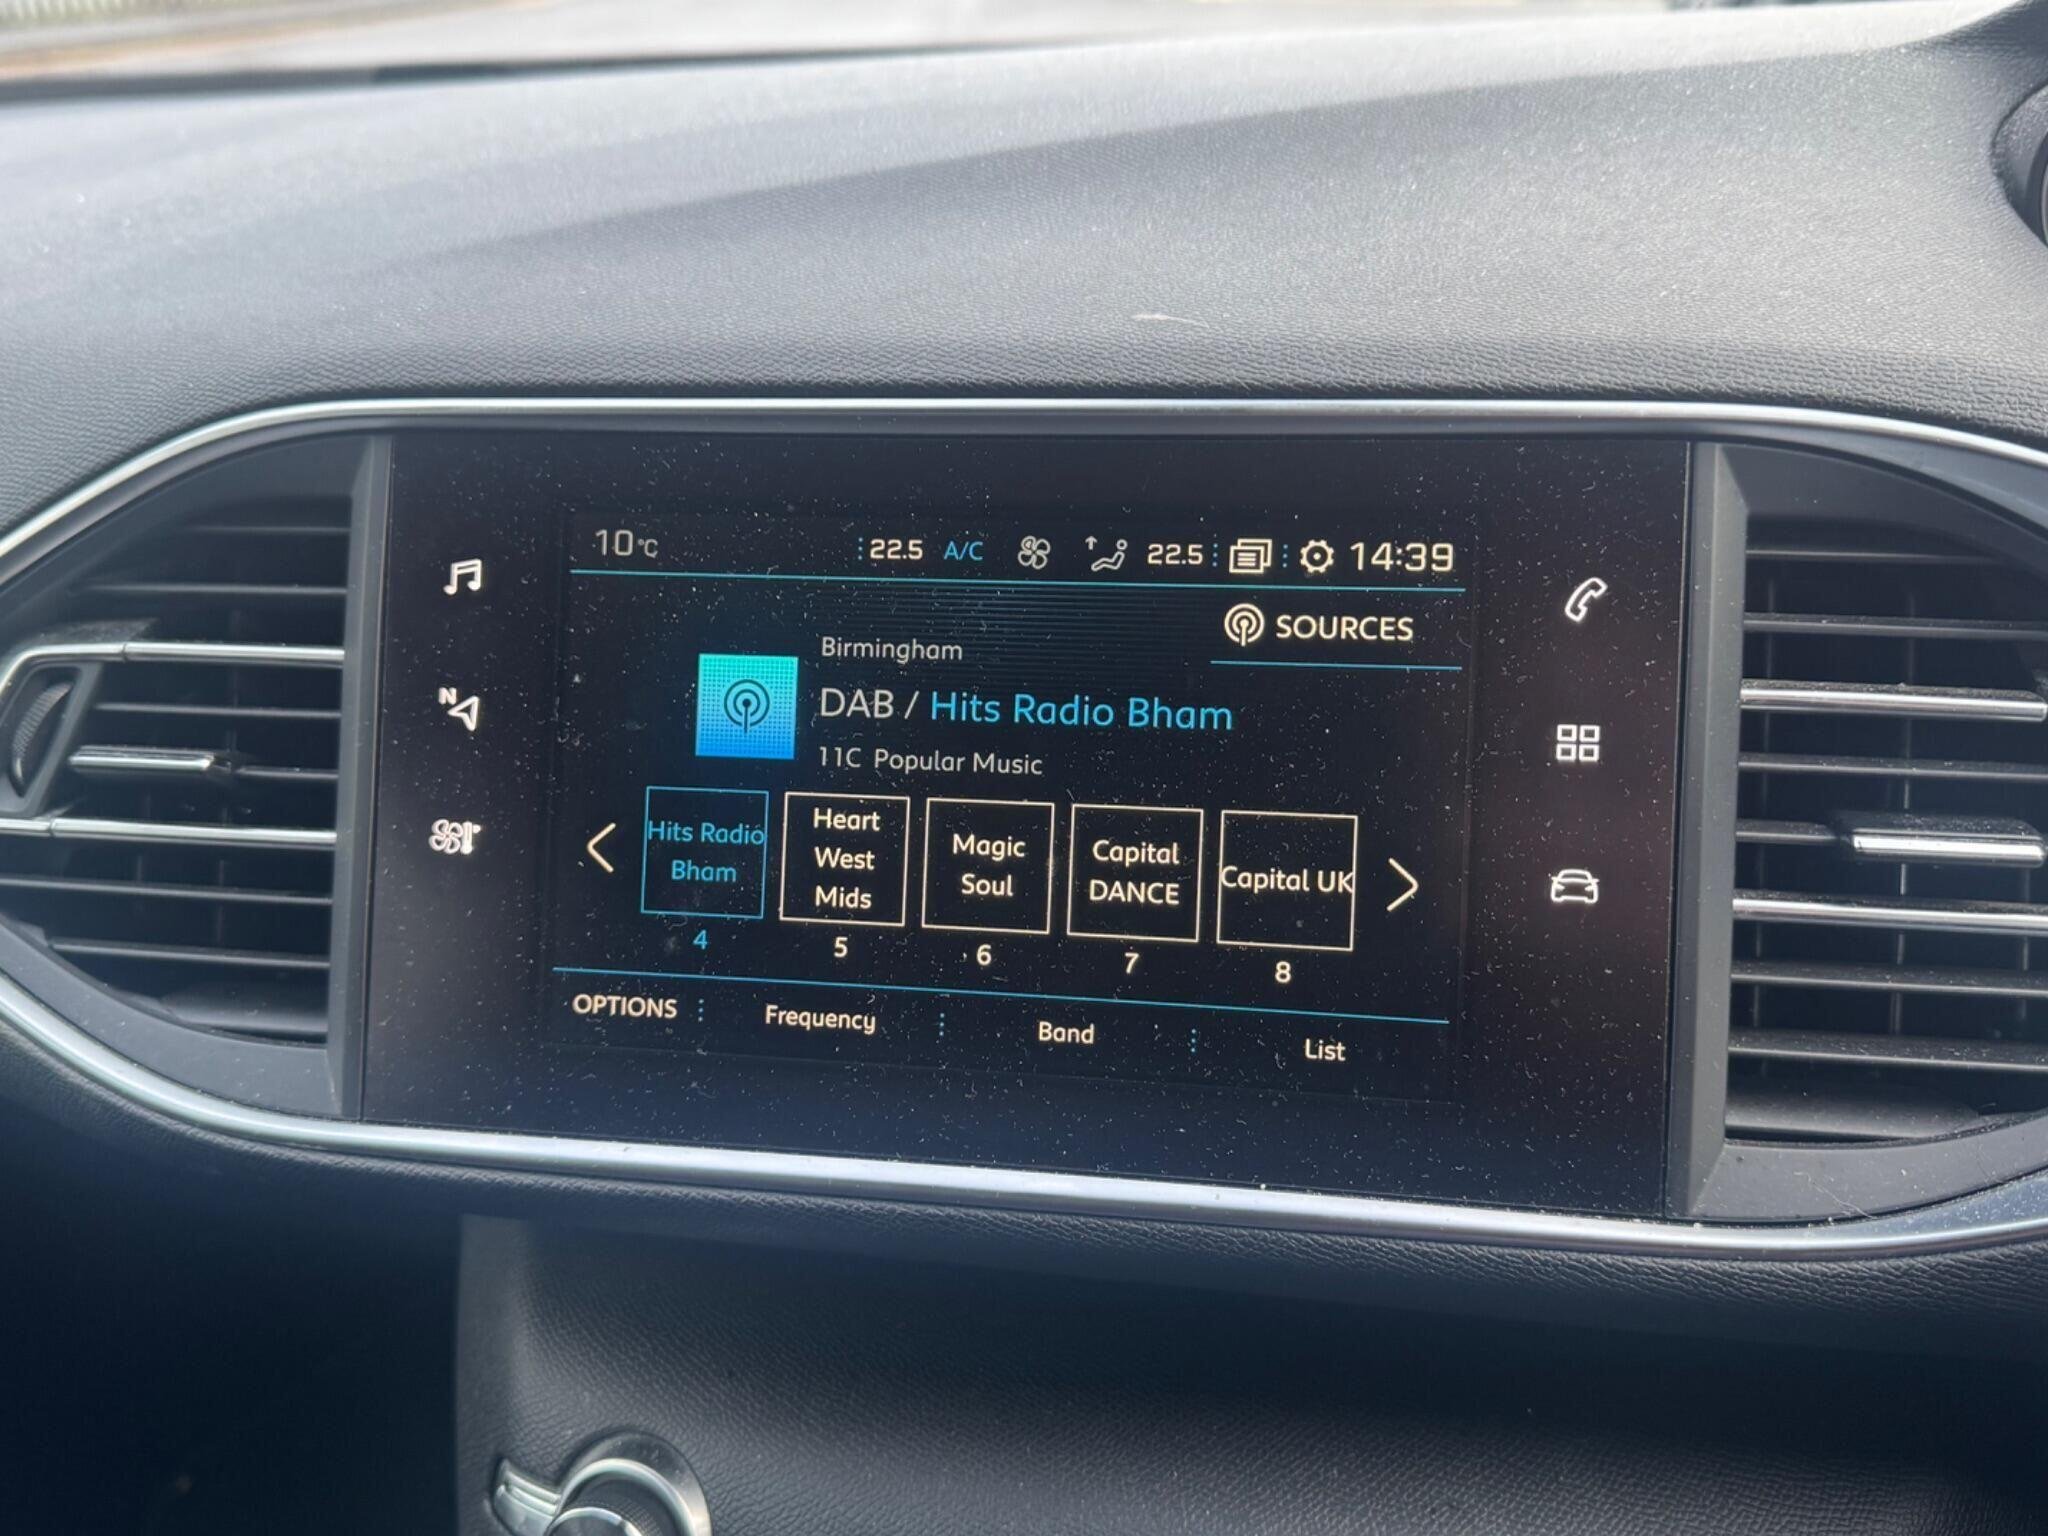 10°C 22.5 A/C 22.5 14:39
SOURCES
Birmingham
DAB / Hits Radio Bham
11C Popular Music
Hits Radio
Bham
4
Heart
West
Mids
5
Magic
Soul
6
Capital
DANCE
7
Capital UK
8
OPTIONS Frequency Band List
N